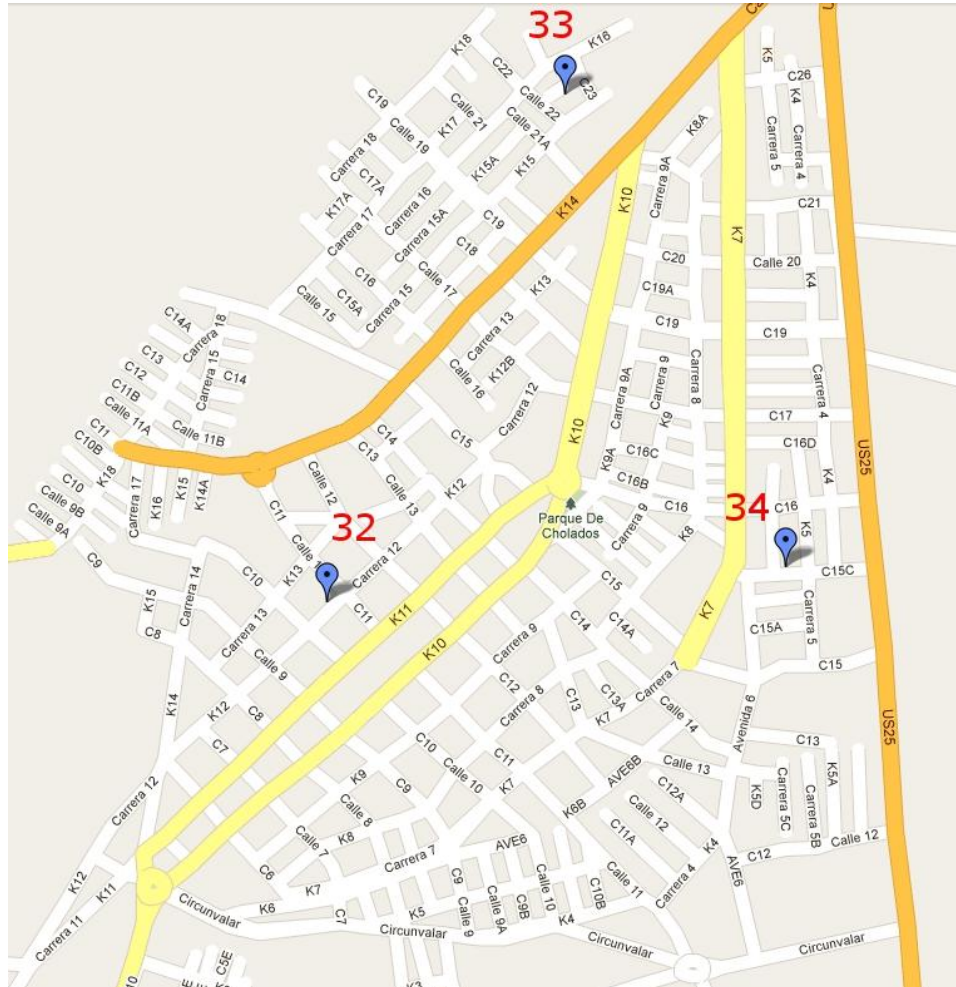 33
K16
K18
C22
C23
Calle 22
Calle 21
K17
Calle 21A
C19
Calle 19
Carrera 18
K15A
K15
C17A
K17A
Carrera 16
Carrera 17
Carrera 15A
C19
C18
C16
C15A
Calle 15
Carrera 15
Calle 17
K14
K13
Carrera 13
K12B
Calle 16
Carrera 12
K10
K8A
Carrera 9A
K7
K5
C26
K4
Carrera 5
Carrera 4
C21
C20
Calle 20
K4
C19A
C19
C19
Carrera 9A
Carrera 9
Carrera 8
Carrera 4
C17
K9
C16D
K9A
C16C
C16B
C16
K8
C16
K5
K4
US25
34
C15C
C14A
Carrera 18
C13
C12
C11B
Carrera 15
C14
Calle 11A
Calle 11B
C11
C10B
K18
C10
Calle 9B
Calle 9A
Carrera 17
K16
K15
K14A
C14
C13
C15
K12
Calle 12
Calle 13
C11
32
K13
Carrera 12
C11
K10
Parque De
Cholados
Carrera 9
C15
C14
C14A
K7
C15A
Carrera 5
C15
C9
C10
Carrera 14
K15
C8
Carrera 13
Calle 9
K11
K10
Carrera 9
C12
Carrera 8
C13
C13A
Carrera 7
K7
Calle 14
Avenida 6
US25
K14
K12
C8
C7
C10
Calle 10
C11
K7
AVE6B
Calle 13
C13
K5A
K5D
Carrera 5C
Carrera 5B
Calle 12
K6B
C12A
Calle 12
C11A
K9
C9
Calle 8
Carrera 12
Calle 7
K8
Carrera 7
AVE6
K4
C12
AVE6
K12
K11
C6
K7
K6
C7
K5
C9
Calle 9
Calle 9A
C9B
Calle 10
C10B
Calle 11
Carrera 4
K4
Carrera 11
Circunvalar
Circunvalar
Circunvalar
Circunvalar
C5E